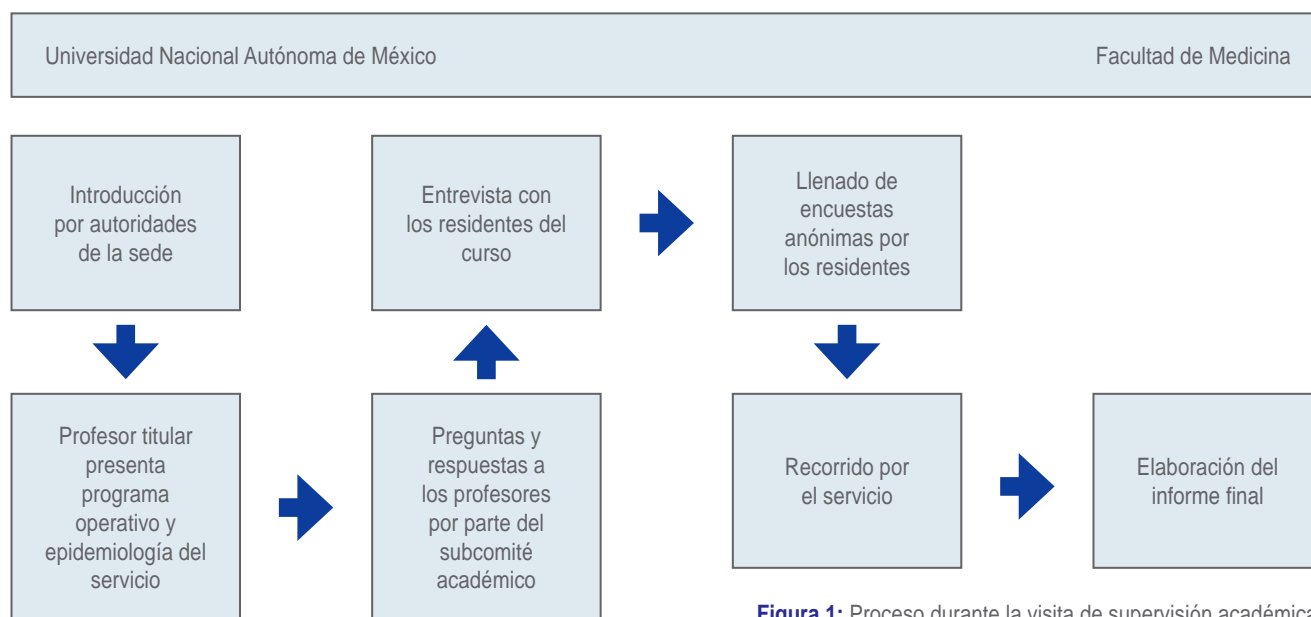 Universidad Nacional Autónoma de México
Facultad de Medicina
Introducción
por autoridades
de la sede
Profesor titular
presenta
programa
operativo y
epidemiología del
servicio
Preguntas y
respuestas a
los profesores
por parte del
subcomité
académico
Entrevista con
los residentes del
curso
Llenado de
encuestas
anónimas por
los residentes
Recorrido por
el servicio
Elaboración del
informe final
Figura 1: Proceso durante la visita de supervisión académica